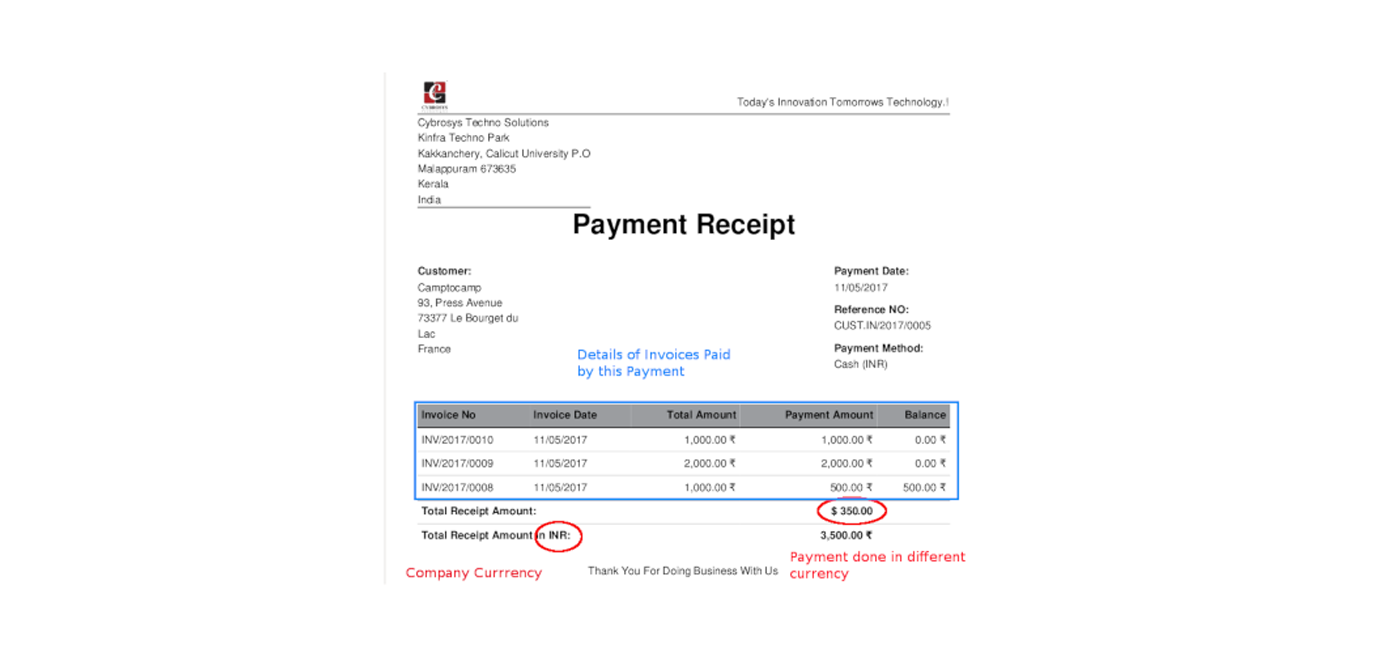 CYBROSYS
Today's Innovation Tomorrows Technology.!
Cybrosys Techno Solutions
Kinfra Techno Park
Kakkanchery, Calicut University P.O
Malappuram 673635
Kerala
India
Payment Receipt
Customer:
Camptocamp
93, Press Avenue
73377 Le Bourget du
Lac
France
Payment Date:
11/05/2017
Reference NO:
CUST.IN/2017/0005
Payment Method:
Cash (INR)
Details of Invoices Paid
by this Payment
Invoice No Invoice Date Total Amount Payment Amount Balance
INV/2017/0010 11/05/2017 1,000.00 ₹ 1,000.00 ₹ 0.00 ₹
INV/2017/0009 11/05/2017 2,000.00 ₹ 2,000.00 ₹ 0.00 ₹
INV/2017/0008 11/05/2017 1,000.00 ₹ 500.00 ₹ 500.00 ₹
Total Receipt Amount: $ 350.00
Total Receipt Amount in INR: 3,500.00 ₹
Company Currrency
Thank You For Doing Business With Us
Payment done in different
currency